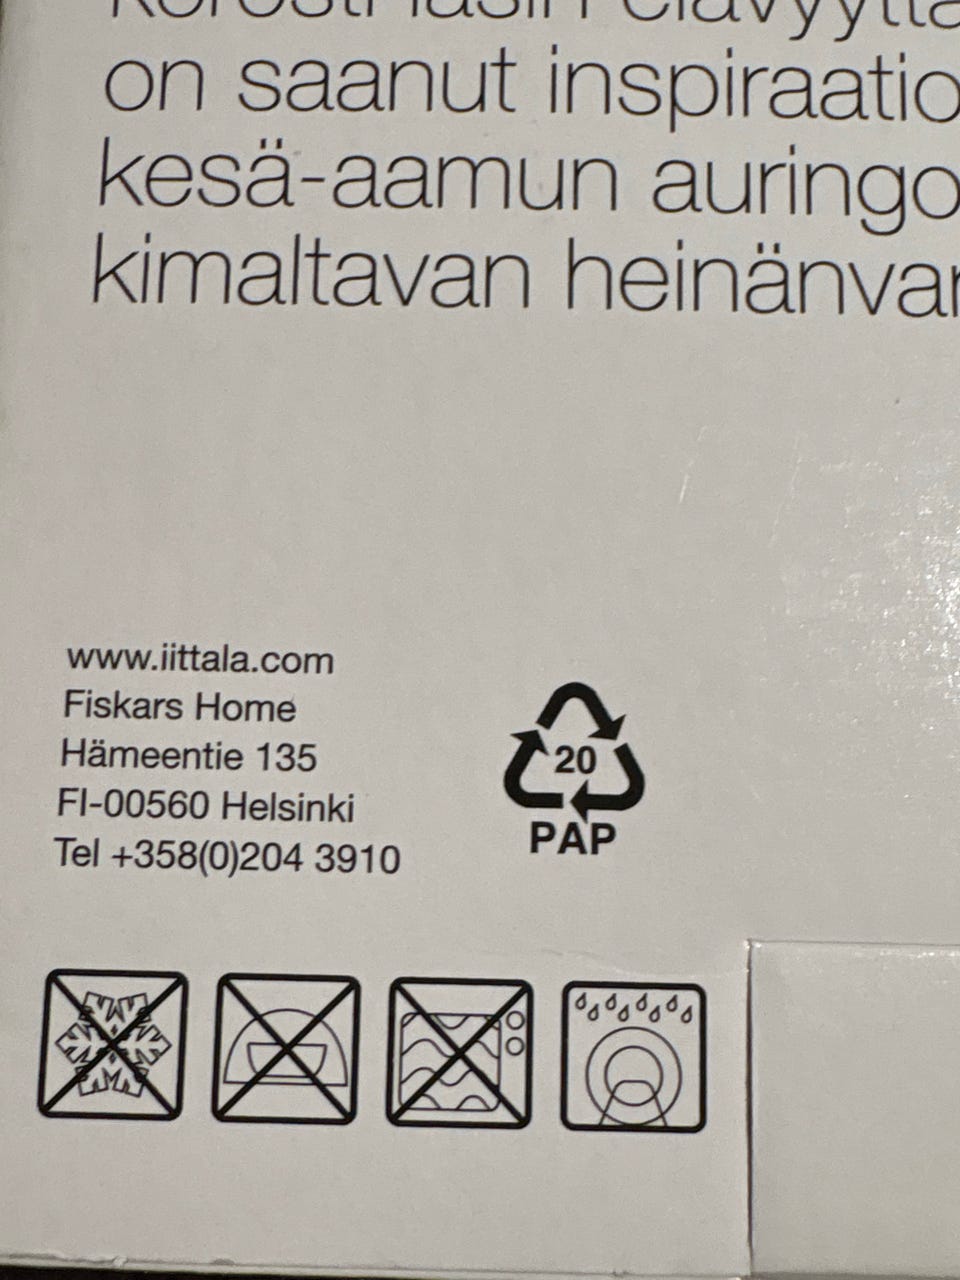 on saanut inspiraatio
kesä-aamun auringo
kimaltavan heinänvar
www.iittala.com
Fiskars Home
Hämeentie 135
FI-00560 Helsinki
Tel +358(0)204 3910
20
PAP